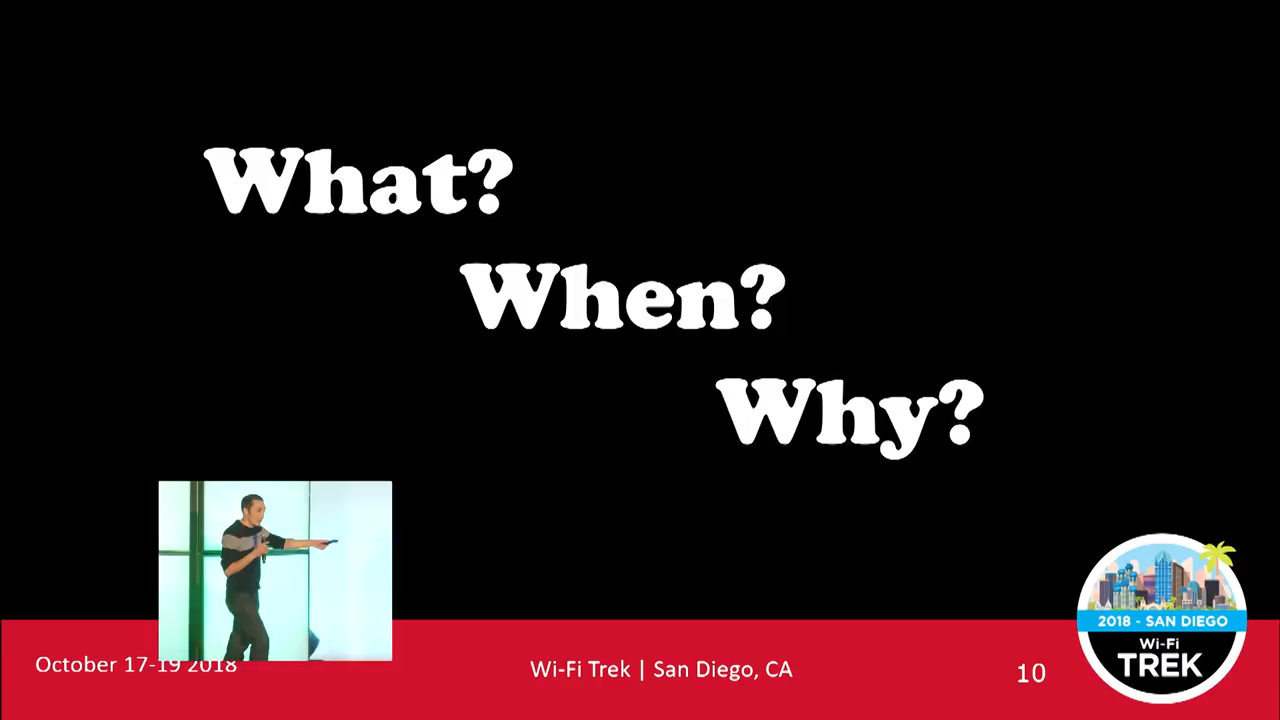 What?
When?
Why?
October 17-19 2018
Wi-Fi Trek | San Diego, CA
10
2018 - SAN DIEGO
Wi-Fi
TREK